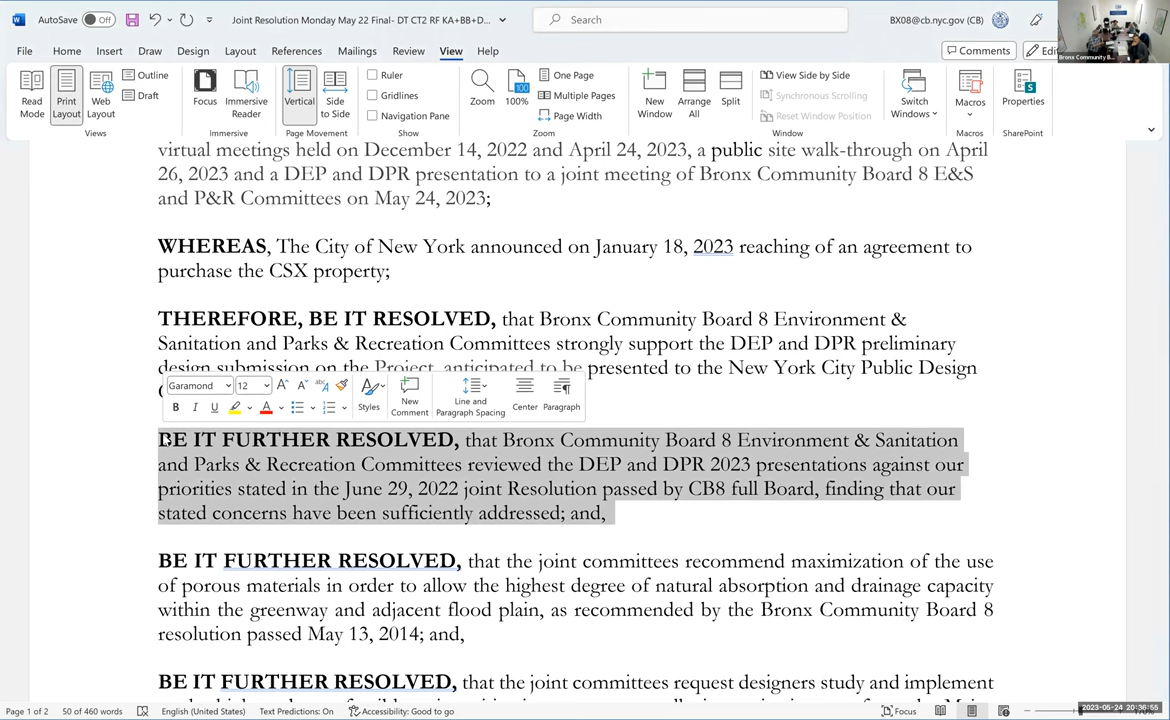 AutoSave Off Joint Resolution Monday May 22 Final- DT CT2 RF KA+BB+D... Search BX08@cb.nyc.gov (CB)
File Home Insert Draw Design Layout References Mailings Review View Help Comments
Read Mode Print Layout Web Layout Outline Draft Views
Focus Immersive Reader Immersive
Vertical Side to Side Page Movement
Ruler Gridlines Navigation Pane Show
Zoom 100% One Page Multiple Pages Page Width Zoom
New Window Arrange All Split View Side by Side Synchronous Scrolling Reset Window Position Switch Windows Window
Macros Macros
Properties SharePoint
Bronx Community B...
virtual meetings held on December 14, 2022 and April 24, 2023, a public site walk-through on April
26, 2023 and a DEP and DPR presentation to a joint meeting of Bronx Community Board 8 E&S
and P&R Committees on May 24, 2023;
WHEREAS, The City of New York announced on January 18, 2023 reaching of an agreement to
purchase the CSX property;
THEREFORE, BE IT RESOLVED, that Bronx Community Board 8 Environment &
Sanitation and Parks & Recreation Committees strongly support the DEP and DPR preliminary
design submission on the Project, anticipated to be presented to the New York City Public Design
Garamond 12 Styles New Comment Line and Paragraph Spacing Center Paragraph
B I U
BE IT FURTHER RESOLVED, that Bronx Community Board 8 Environment & Sanitation
and Parks & Recreation Committees reviewed the DEP and DPR 2023 presentations against our
priorities stated in the June 29, 2022 joint Resolution passed by CB8 full Board, finding that our
stated concerns have been sufficiently addressed; and,
BE IT FURTHER RESOLVED, that the joint committees recommend maximization of the use
of porous materials in order to allow the highest degree of natural absorption and drainage capacity
within the greenway and adjacent flood plain, as recommended by the Bronx Community Board 8
resolution passed May 13, 2014; and,
BE IT FURTHER RESOLVED, that the joint committees request designers study and implement
Page 1 of 2 50 of 460 words English (United States) Text Predictions: On Accessibility: Good to go Focus
2023-05-24 20:36:55